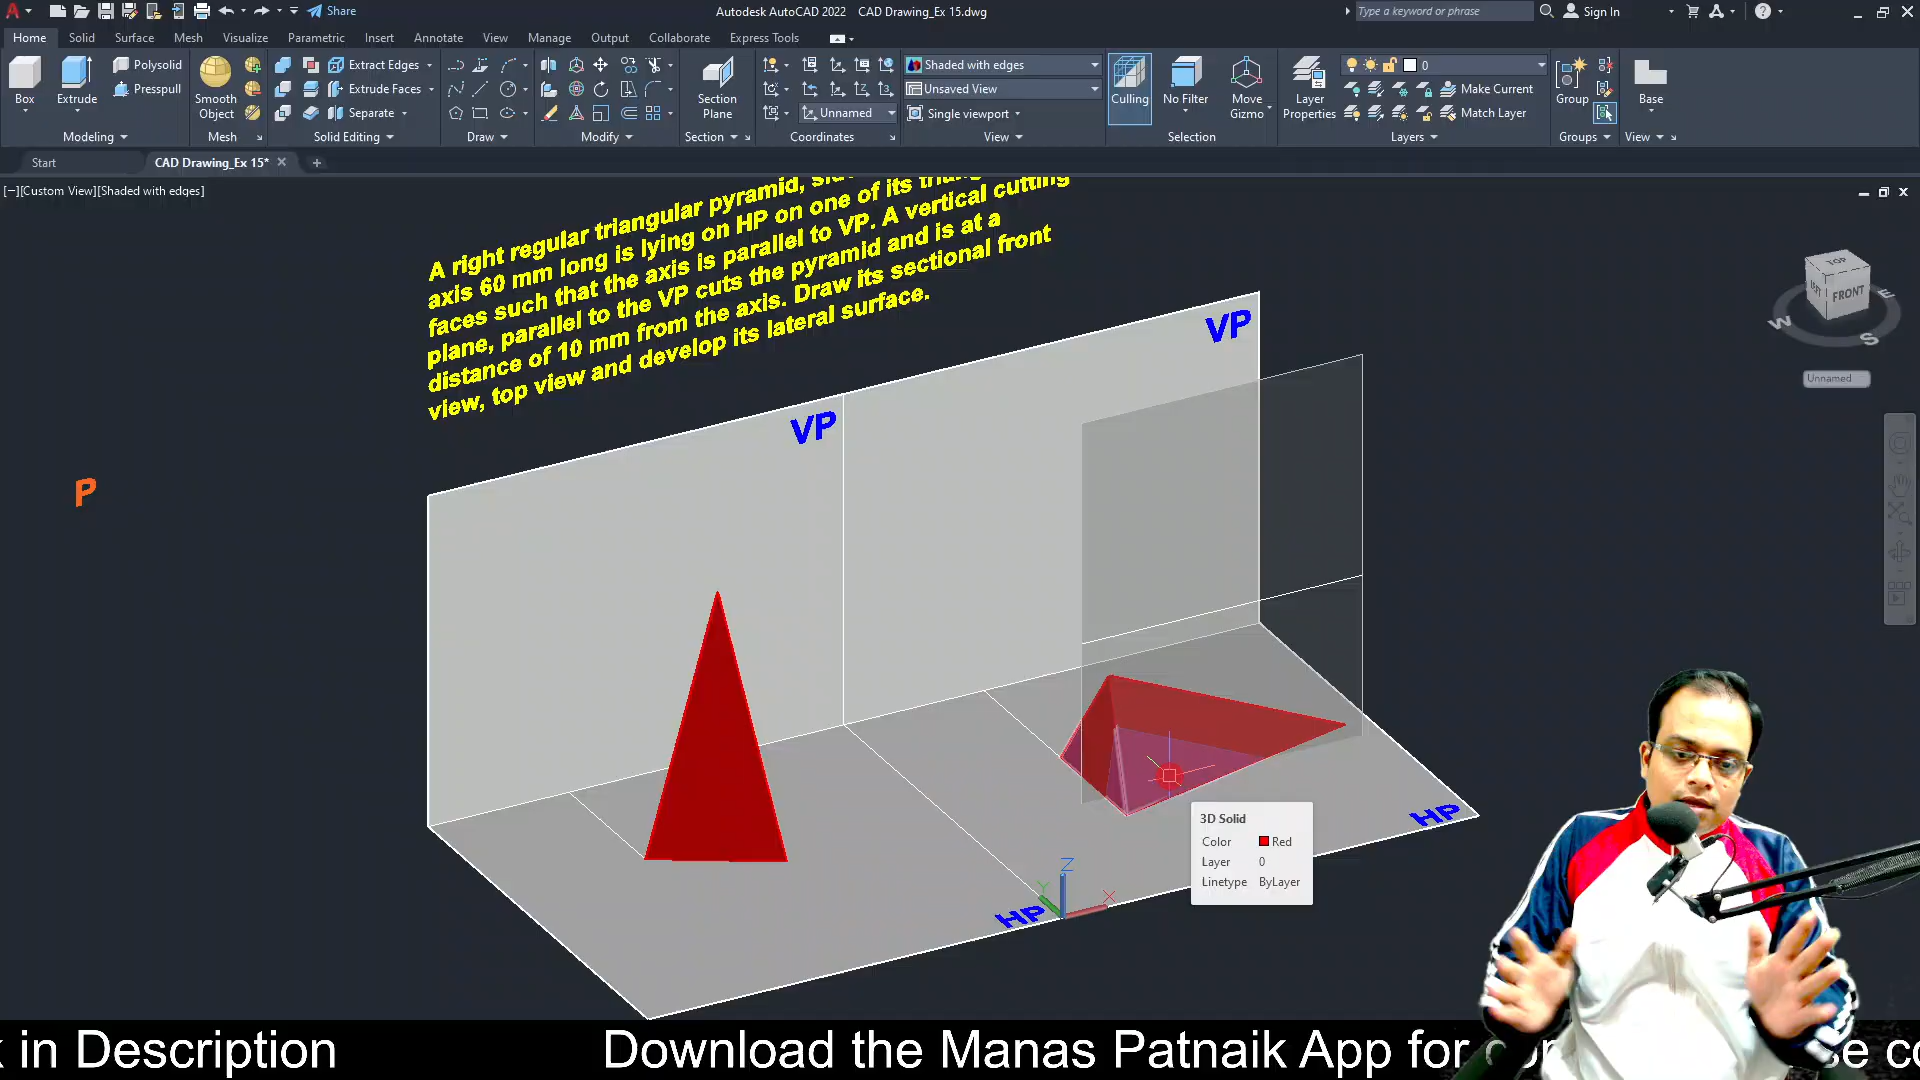 Share
Autodesk AutoCAD 2022 CAD Drawing_Ex 15.dwg
Type a keyword or phrase
Sign In
Home Solid Surface Mesh Visualize Parametric Insert Annotate View Manage Output Collaborate Express Tools
Box
Extrude
Polysolid
Presspull
Modeling
Smooth
Object
Mesh
Extract Edges
Extrude Faces
Separate
Solid Editing
Draw
Modify
Section
Plane
Section
Unnamed
Coordinates
Shaded with edges
Unsaved View
Single viewport
View
Culling
No Filter
Move
Gizmo
Selection
Layer
Properties
0
Make Current
Match Layer
Layers
Group
Groups
Base
View
Start
CAD Drawing_Ex 15*
[−][Custom View][Shaded with edges]
A right regular triangular pyramid,
axis 60 mm long is lying on HP on one of its
faces such that the axis is parallel to VP. A vertical cutting
plane, parallel to the VP cuts the pyramid and is at a
distance of 10 mm from the axis. Draw its sectional front
view, top view and develop its lateral surface.
VP
VP
P
HP
HP
Z
Y
X
TOP
LEFT
FRONT
W
S
E
Unnamed
3D Solid
Color Red
Layer 0
Linetype ByLayer
in Description
Download the Manas Patnaik App for